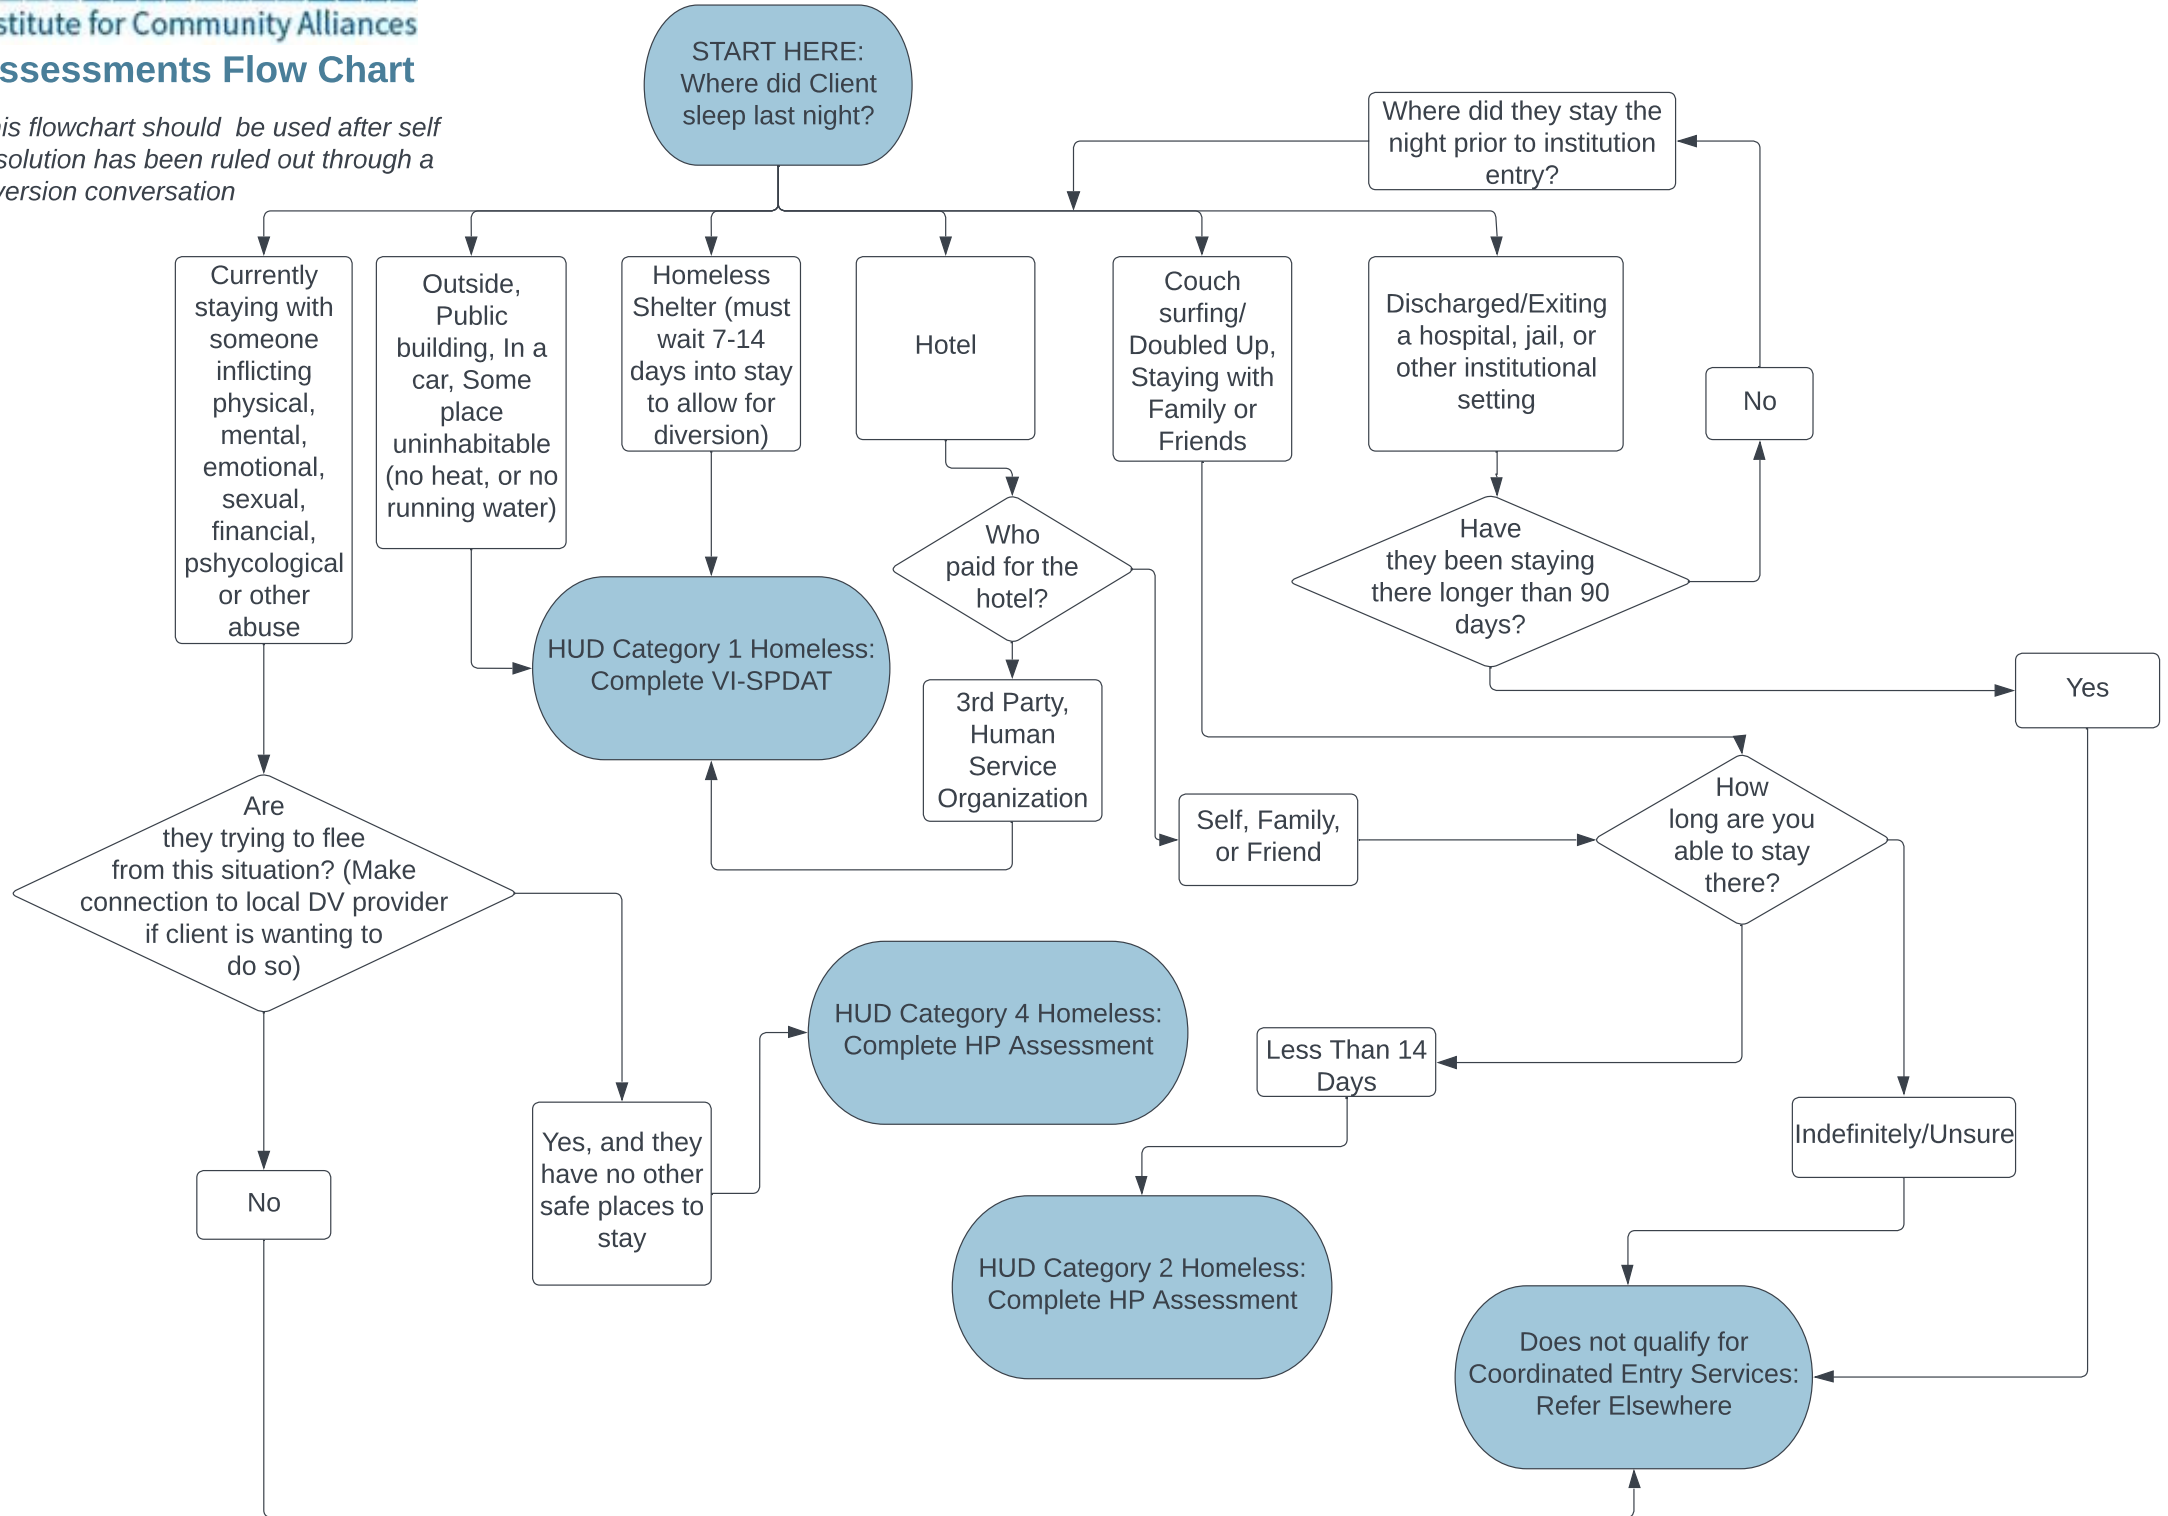 stitute for Community Alliances
ssessments Flow Chart
is flowchart should  be used after self
solution has been ruled out through a
version conversation
START HERE:
Where did Client
sleep last night?
Where did they stay the
night prior to institution
entry?
Currently
staying with
someone
inflicting
physical,
mental,
emotional,
sexual,
financial,
pshycological
or other
abuse
Outside,
Public
building, In a
car, Some
place
uninhabitable
(no heat, or no
running water)
Homeless
Shelter (must
wait 7-14
days into stay
to allow for
diversion)
Hotel
Couch
surfing/
Doubled Up,
Staying with
Family or
Friends
Discharged/Exiting
a hospital, jail, or
other institutional
setting
No
Who
paid for the
hotel?
Have
they been staying
there longer than 90
days?
HUD Category 1 Homeless:
Complete VI-SPDAT
3rd Party,
Human
Service
Organization
Yes
Self, Family,
or Friend
How
long are you
able to stay
there?
Are
they trying to flee
from this situation? (Make
connection to local DV provider
if client is wanting to
do so)
HUD Category 4 Homeless:
Complete HP Assessment
Less Than 14
Days
Indefinitely/Unsure
Yes, and they
have no other
safe places to
stay
No
HUD Category 2 Homeless:
Complete HP Assessment
Does not qualify for
Coordinated Entry Services:
Refer Elsewhere